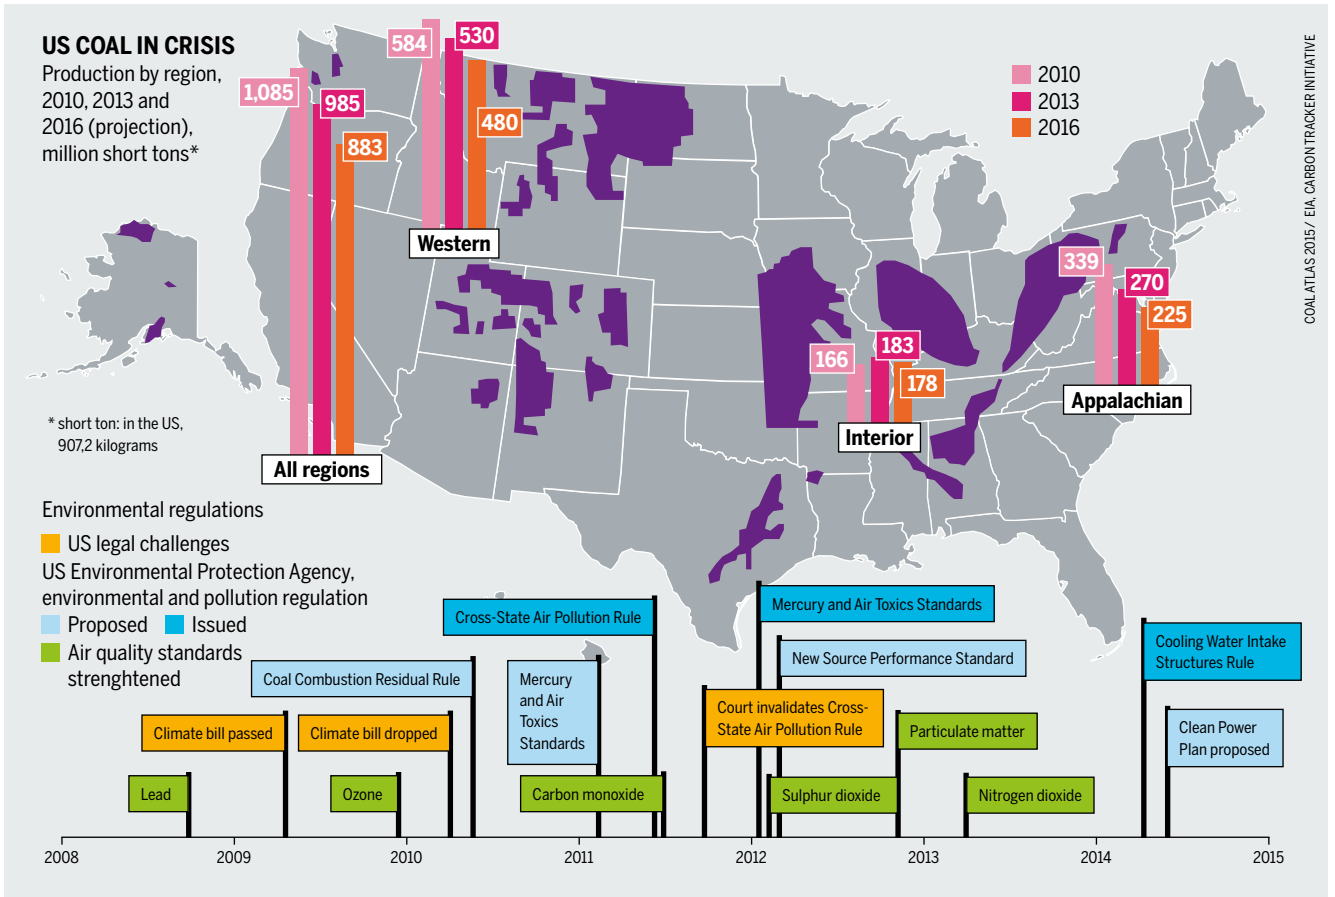 US COAL IN CRISIS
Production by region,
2010, 2013 and
2016 (projection),
million short tons*
1,085
985
883
All regions
584
530
480
Western
166
183
178
Interior
339
270
225
Appalachian
2010
2013
2016
COAL ATLAS 2015 / EIA, CARBON TRACKER INITIATIVE
* short ton: in the US,
907,2 kilograms
Environmental regulations
US legal challenges
US Environmental Protection Agency,
environmental and pollution regulation
Proposed
Issued
Air quality standards
strenghtened
Cross-State Air Pollution Rule
Mercury and Air Toxics Standards
Cooling Water Intake
Structures Rule
Coal Combustion Residual Rule
Mercury
and Air
Toxics
Standards
New Source Performance Standard
Climate bill passed
Climate bill dropped
Court invalidates Cross-
State Air Pollution Rule
Particulate matter
Clean Power
Plan proposed
Lead
Ozone
Carbon monoxide
Sulphur dioxide
Nitrogen dioxide
2008
2009
2010
2011
2012
2013
2014
2015